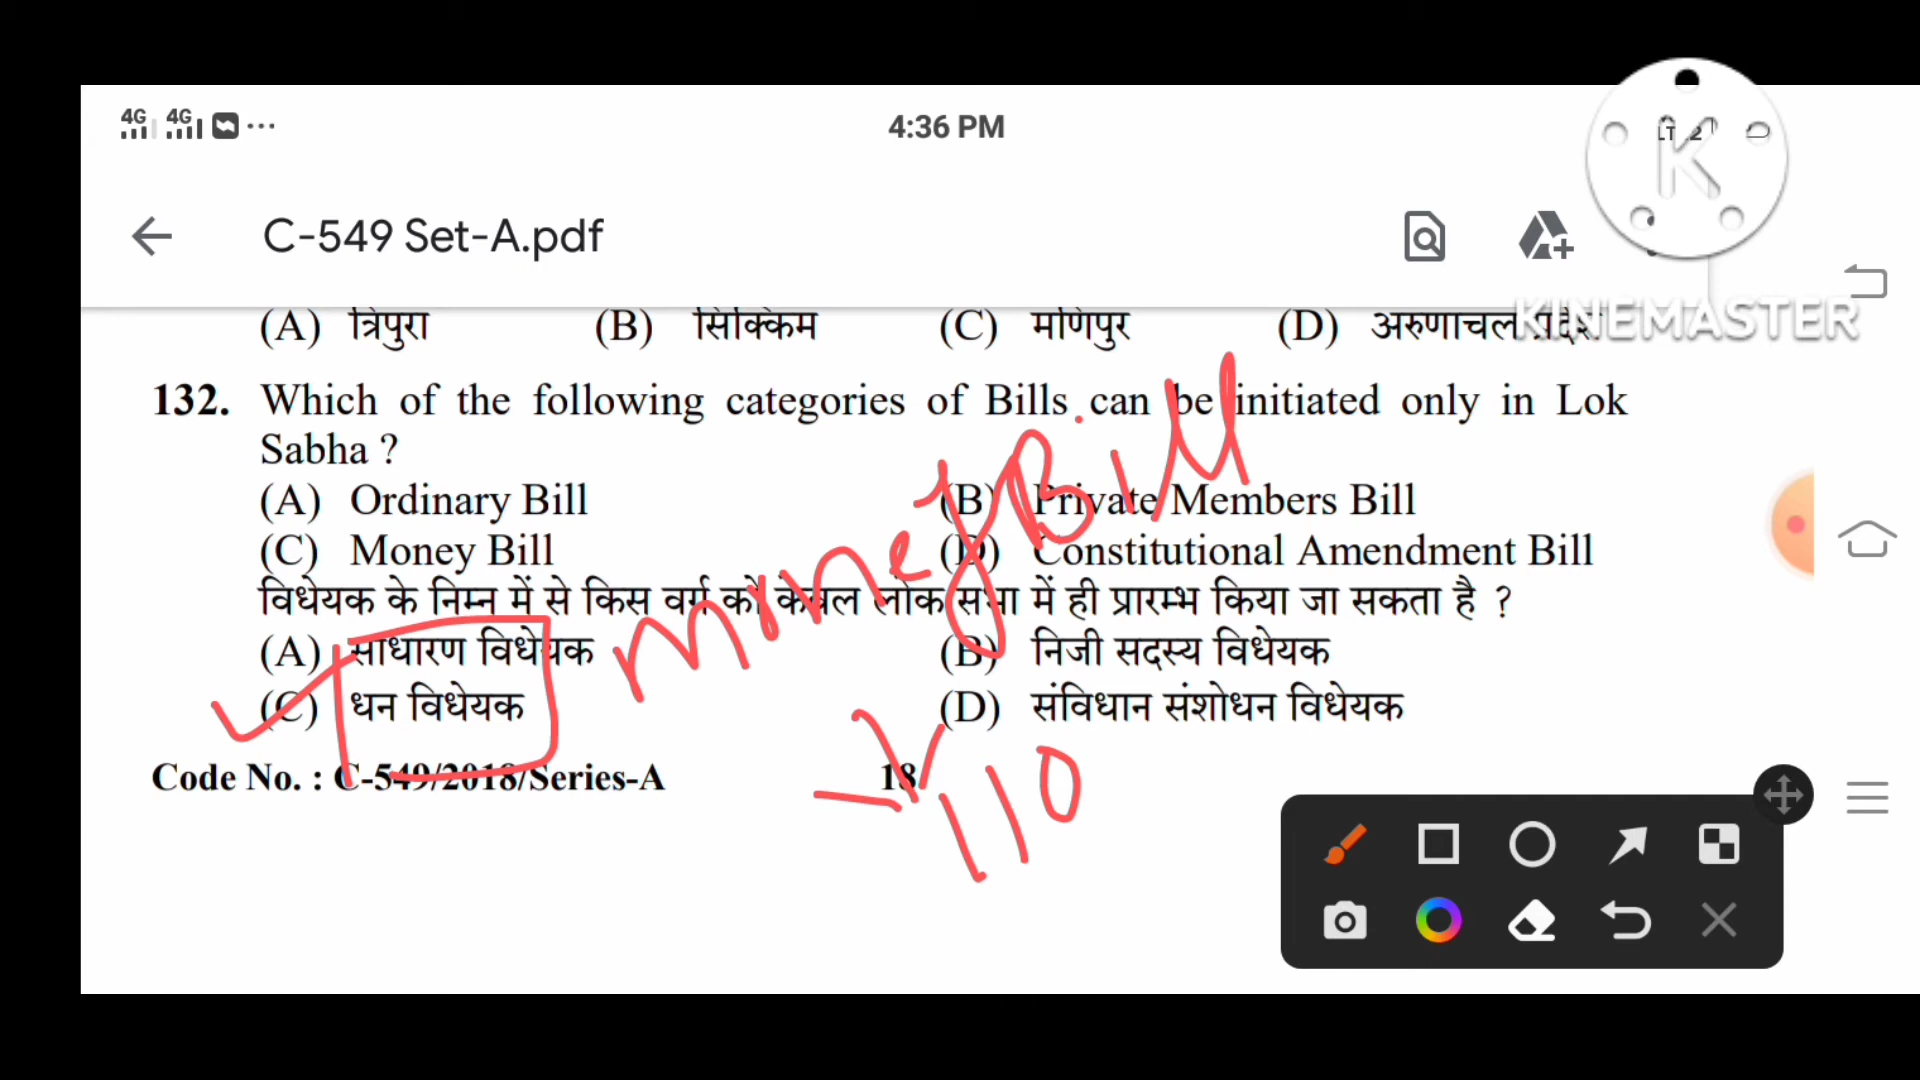 4G 4G ... 4:36 PM
K
KINEMASTER
C-549 Set-A.pdf
(A) त्रिपुरा (B) सिक्किम (C) मणिपुर (D) अरुणाचल प्रदेश
132. Which of the following categories of Bills can be initiated only in Lok
Sabha ?
(A) Ordinary Bill (B) Private Members Bill
(C) Money Bill (D) Constitutional Amendment Bill
विधेयक के निम्न में से किस वर्ग को केवल लोक सभा में ही प्रारम्भ किया जा सकता है ?
(A) साधारण विधेयक (B) निजी सदस्य विधेयक
(C) धन विधेयक (D) संविधान संशोधन विधेयक
money Bill
110
Code No. : C-549/2018/Series-A 18